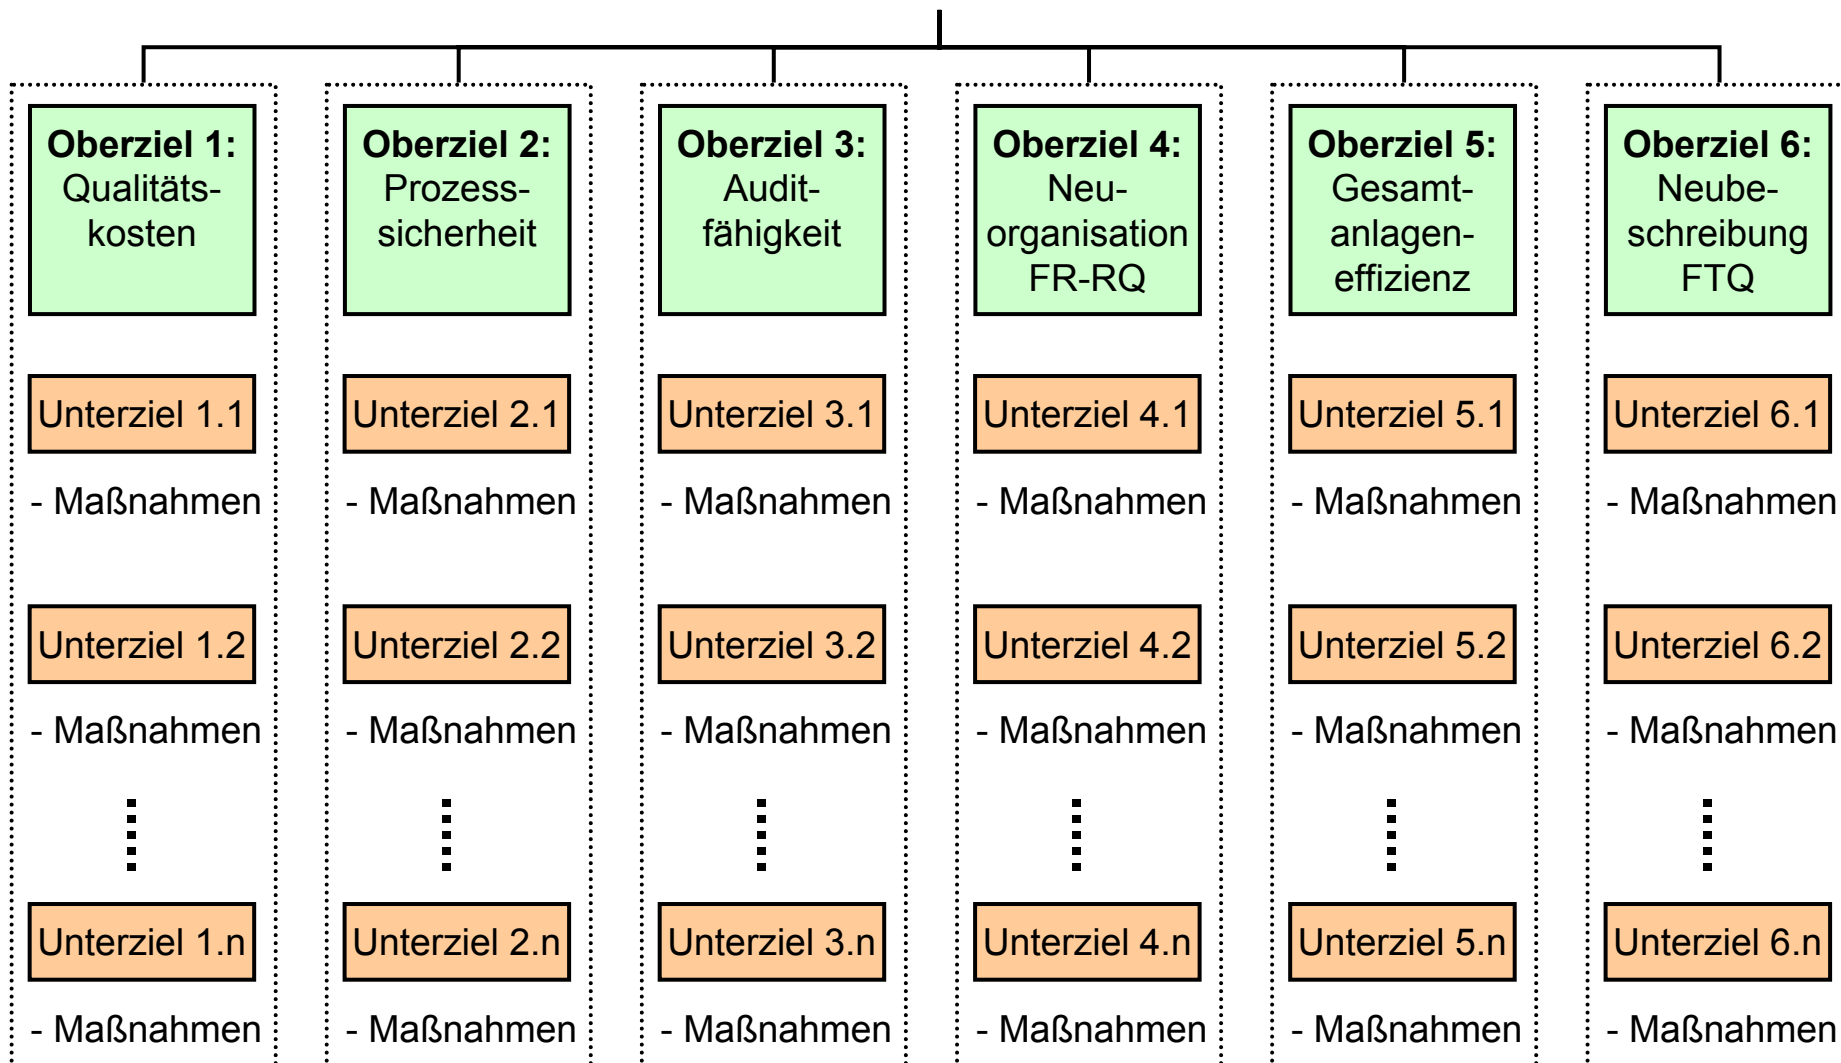 Oberziel 1:
Qualitäts-
kosten
Oberziel 2:
Prozess-
sicherheit
Oberziel 3:
Audit-
fähigkeit
Oberziel 4:
Neu-
organisation
FR-RQ
Oberziel 5:
Gesamt-
anlagen-
effizienz
Oberziel 6:
Neube-
schreibung
FTQ
Unterziel 1.1
Unterziel 2.1
Unterziel 3.1
Unterziel 4.1
Unterziel 5.1
Unterziel 6.1
- Maßnahmen
- Maßnahmen
- Maßnahmen
- Maßnahmen
- Maßnahmen
- Maßnahmen
Unterziel 1.2
Unterziel 2.2
Unterziel 3.2
Unterziel 4.2
Unterziel 5.2
Unterziel 6.2
- Maßnahmen
- Maßnahmen
- Maßnahmen
- Maßnahmen
- Maßnahmen
- Maßnahmen
Unterziel 1.n
Unterziel 2.n
Unterziel 3.n
Unterziel 4.n
Unterziel 5.n
Unterziel 6.n
- Maßnahmen
- Maßnahmen
- Maßnahmen
- Maßnahmen
- Maßnahmen
- Maßnahmen